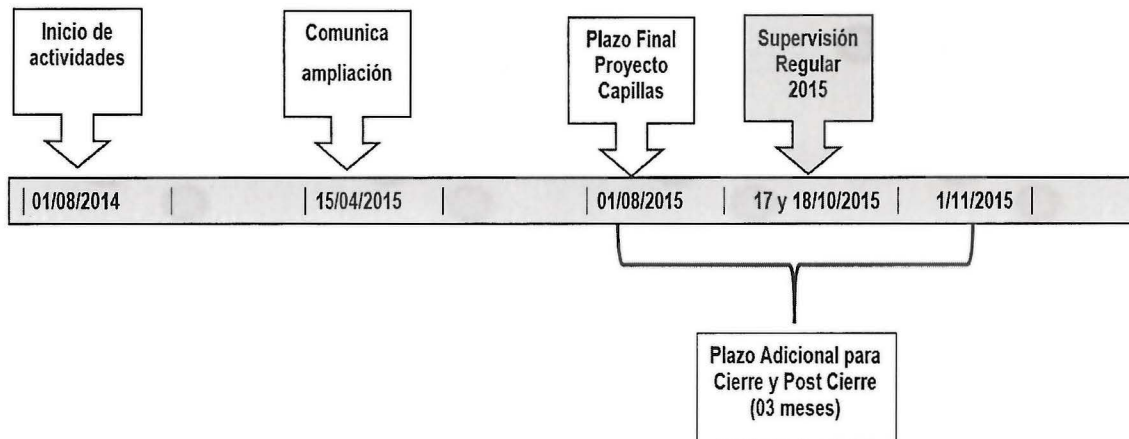 Inicio de
actividades
Comunica
ampliación
Plazo Final
Proyecto
Capillas
Supervisión
Regular
2015
01/08/2014
15/04/2015
01/08/2015
17 y 18/10/2015
1/11/2015
Plazo Adicional para
Cierre y Post Cierre
(03 meses)